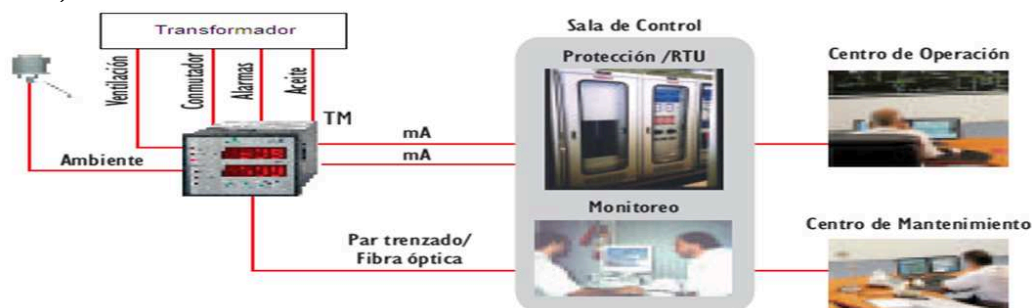 Transformador
Ventilación
Conmutador
Alarmas
Aceite
TM
Ambiente
mA
mA
Par trenzado/
Fibra óptica
Sala de Control
Protección /RTU
Monitoreo
Centro de Operación
Centro de Mantenimiento